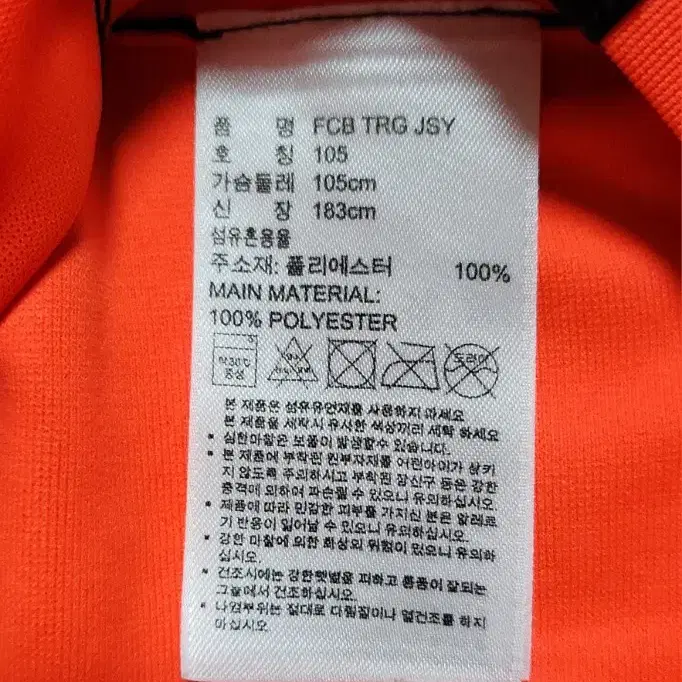 품 명 FCB TRG JSY
호 칭 105
가슴둘레 105cm
신 장 183cm
섬유혼용율
주소재: 폴리에스터 100%
MAIN MATERIAL:
100% POLYESTER
약30℃
중성
도라이
본 제품은 섬유유연제를 사용하지 마세요
본 제품을 세탁시 유사한 색상끼리 세탁 하세요
* 심한마찰은 보풀이 발생할수 있습니다.
* 본 제품에 부착된 원부자재를 어린아이가 삼키
지 않도록 주의하시고 부착된 장신구 등은 강한
충격에 의하여 파손될 수 있으니 유의하십시오.
* 제품에 따라 민감한 피부를 가지신 분은 알레르
기 반응이 일어날 수 있으니 유의하십시오.
* 강한 마찰에 의한 화상의 위험이 있으니 유의하
십시오.
* 건조시에는 강한햇볕을 피하고 통풍이 잘되는
그늘에서 건조하십시오.
* 나염부위는 절대로 다림질이나 열건조를 하지
마십시오.